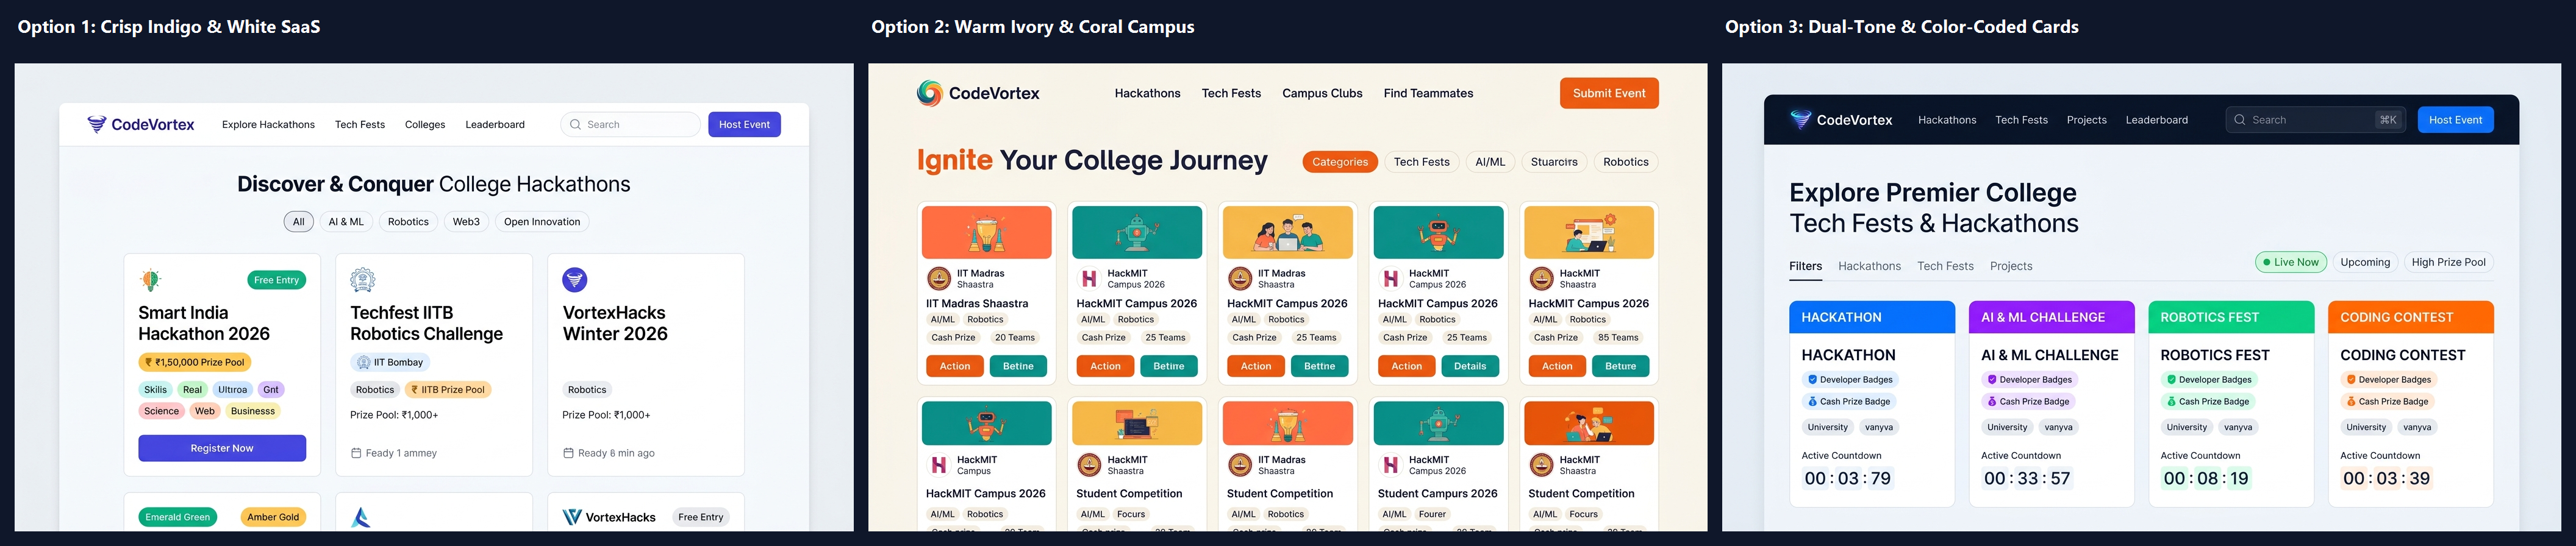 Option 1: Crisp Indigo & White SaaS
CodeVortex
Explore Hackathons Tech Fests Colleges Leaderboard
Search
Host Event
Discover & Conquer College Hackathons
All AI & ML Robotics Web3 Open Innovation
Free Entry
Smart India
Hackathon 2026
₹ ₹1,50,000 Prize Pool
Skilis Real Ultıroa Gnt
Science Web Businesss
Register Now
Techfest IITB
Robotics Challenge
IIT Bombay
Robotics ₹ IITB Prize Pool
Prize Pool: ₹1,000+
Feady 1 ammey
VortexHacks
Winter 2026
Robotics
Prize Pool: ₹1,000+
Ready 6 min ago
Emerald Green Amber Gold
VortexHacks Free Entry
Option 2: Warm Ivory & Coral Campus
CodeVortex
Hackathons Tech Fests Campus Clubs Find Teammates
Submit Event
Ignite Your College Journey
Categories Tech Fests AI/ML Robotics
IIT Madras
Shaastra
IIT Madras Shaastra
AI/ML Robotics
Cash Prize 20 Teams
Action Betine
H HackMIT
Campus 2026
HackMIT Campus 2026
AI/ML Robotics
Cash Prize 25 Teams
Action Betine
IIT Madras
Shaastra
HackMIT Campus 2026
AI/ML Robotics
Cash Prize 25 Teams
Action Bettne
H HackMIT
Campus 2026
HackMIT Campus 2026
AI/ML Robotics
Cash Prize 25 Teams
Action Details
HackMIT
Shaastra
HackMIT Campus 2026
AI/ML Robotics
Cash Prize 85 Teams
Action Beture
H HackMIT
Campus
HackMIT Campus 2026
AI/ML Robotics
HackMIT
Shaastra
Student Competition
AI/ML Focurs
IIT Madras
Shaastra
Student Competition
AI/ML Robotics
H HackMIT
Campus 2026
Student Campurs 2026
AI/ML Fourer
HackMIT
Shaastra
Student Competition
AI/ML Focurs
Option 3: Dual-Tone & Color-Coded Cards
CodeVortex
Hackathons Tech Fests Projects Leaderboard
Search ⌘K
Host Event
Explore Premier College
Tech Fests & Hackathons
Filters Hackathons Tech Fests Projects
Live Now Upcoming High Prize Pool
HACKATHON
HACKATHON
Developer Badges
Cash Prize Badge
University vanyva
Active Countdown
00 : 03 : 79
AI & ML CHALLENGE
AI & ML CHALLENGE
Developer Badges
Cash Prize Badge
University vanyva
Active Countdown
00 : 33 : 57
ROBOTICS FEST
ROBOTICS FEST
Developer Badges
Cash Prize Badge
University vanyva
Active Countdown
00 : 08 : 19
CODING CONTEST
CODING CONTEST
Developer Badges
Cash Prize Badge
University vanyva
Active Countdown
00 : 03 : 39